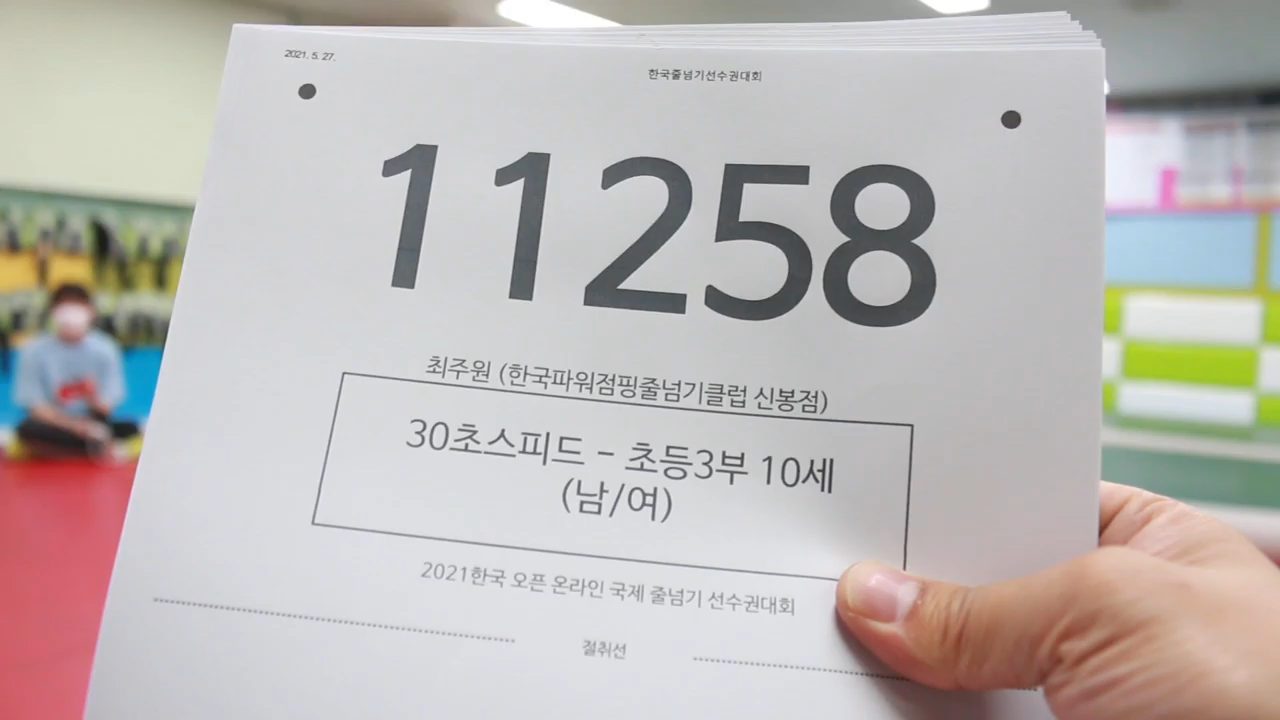 2021. 5. 27.
한국줄넘기선수권대회
11258
최주원 (한국파워점핑줄넘기클럽 신봉점)
30초스피드 - 초등3부 10세
(남/여)
2021한국 오픈 온라인 국제 줄넘기 선수권대회
절취선